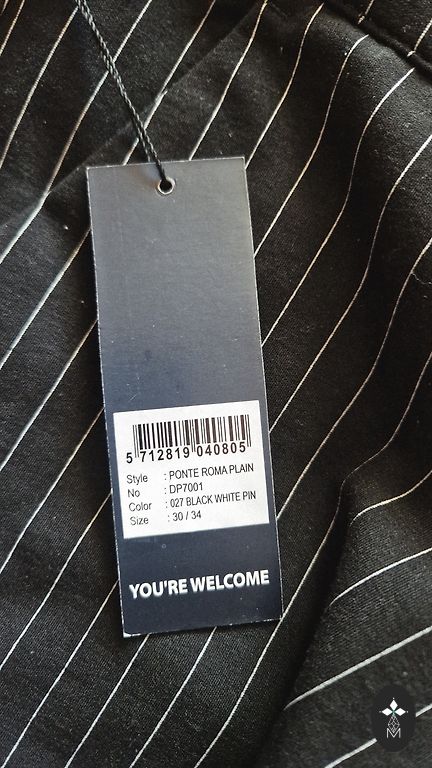 5 712819 040805
Style : PONTE ROMA PLAIN
No : DP7001
Color : 027 BLACK WHITE PIN
Size : 30 / 34
YOU'RE WELCOME
M